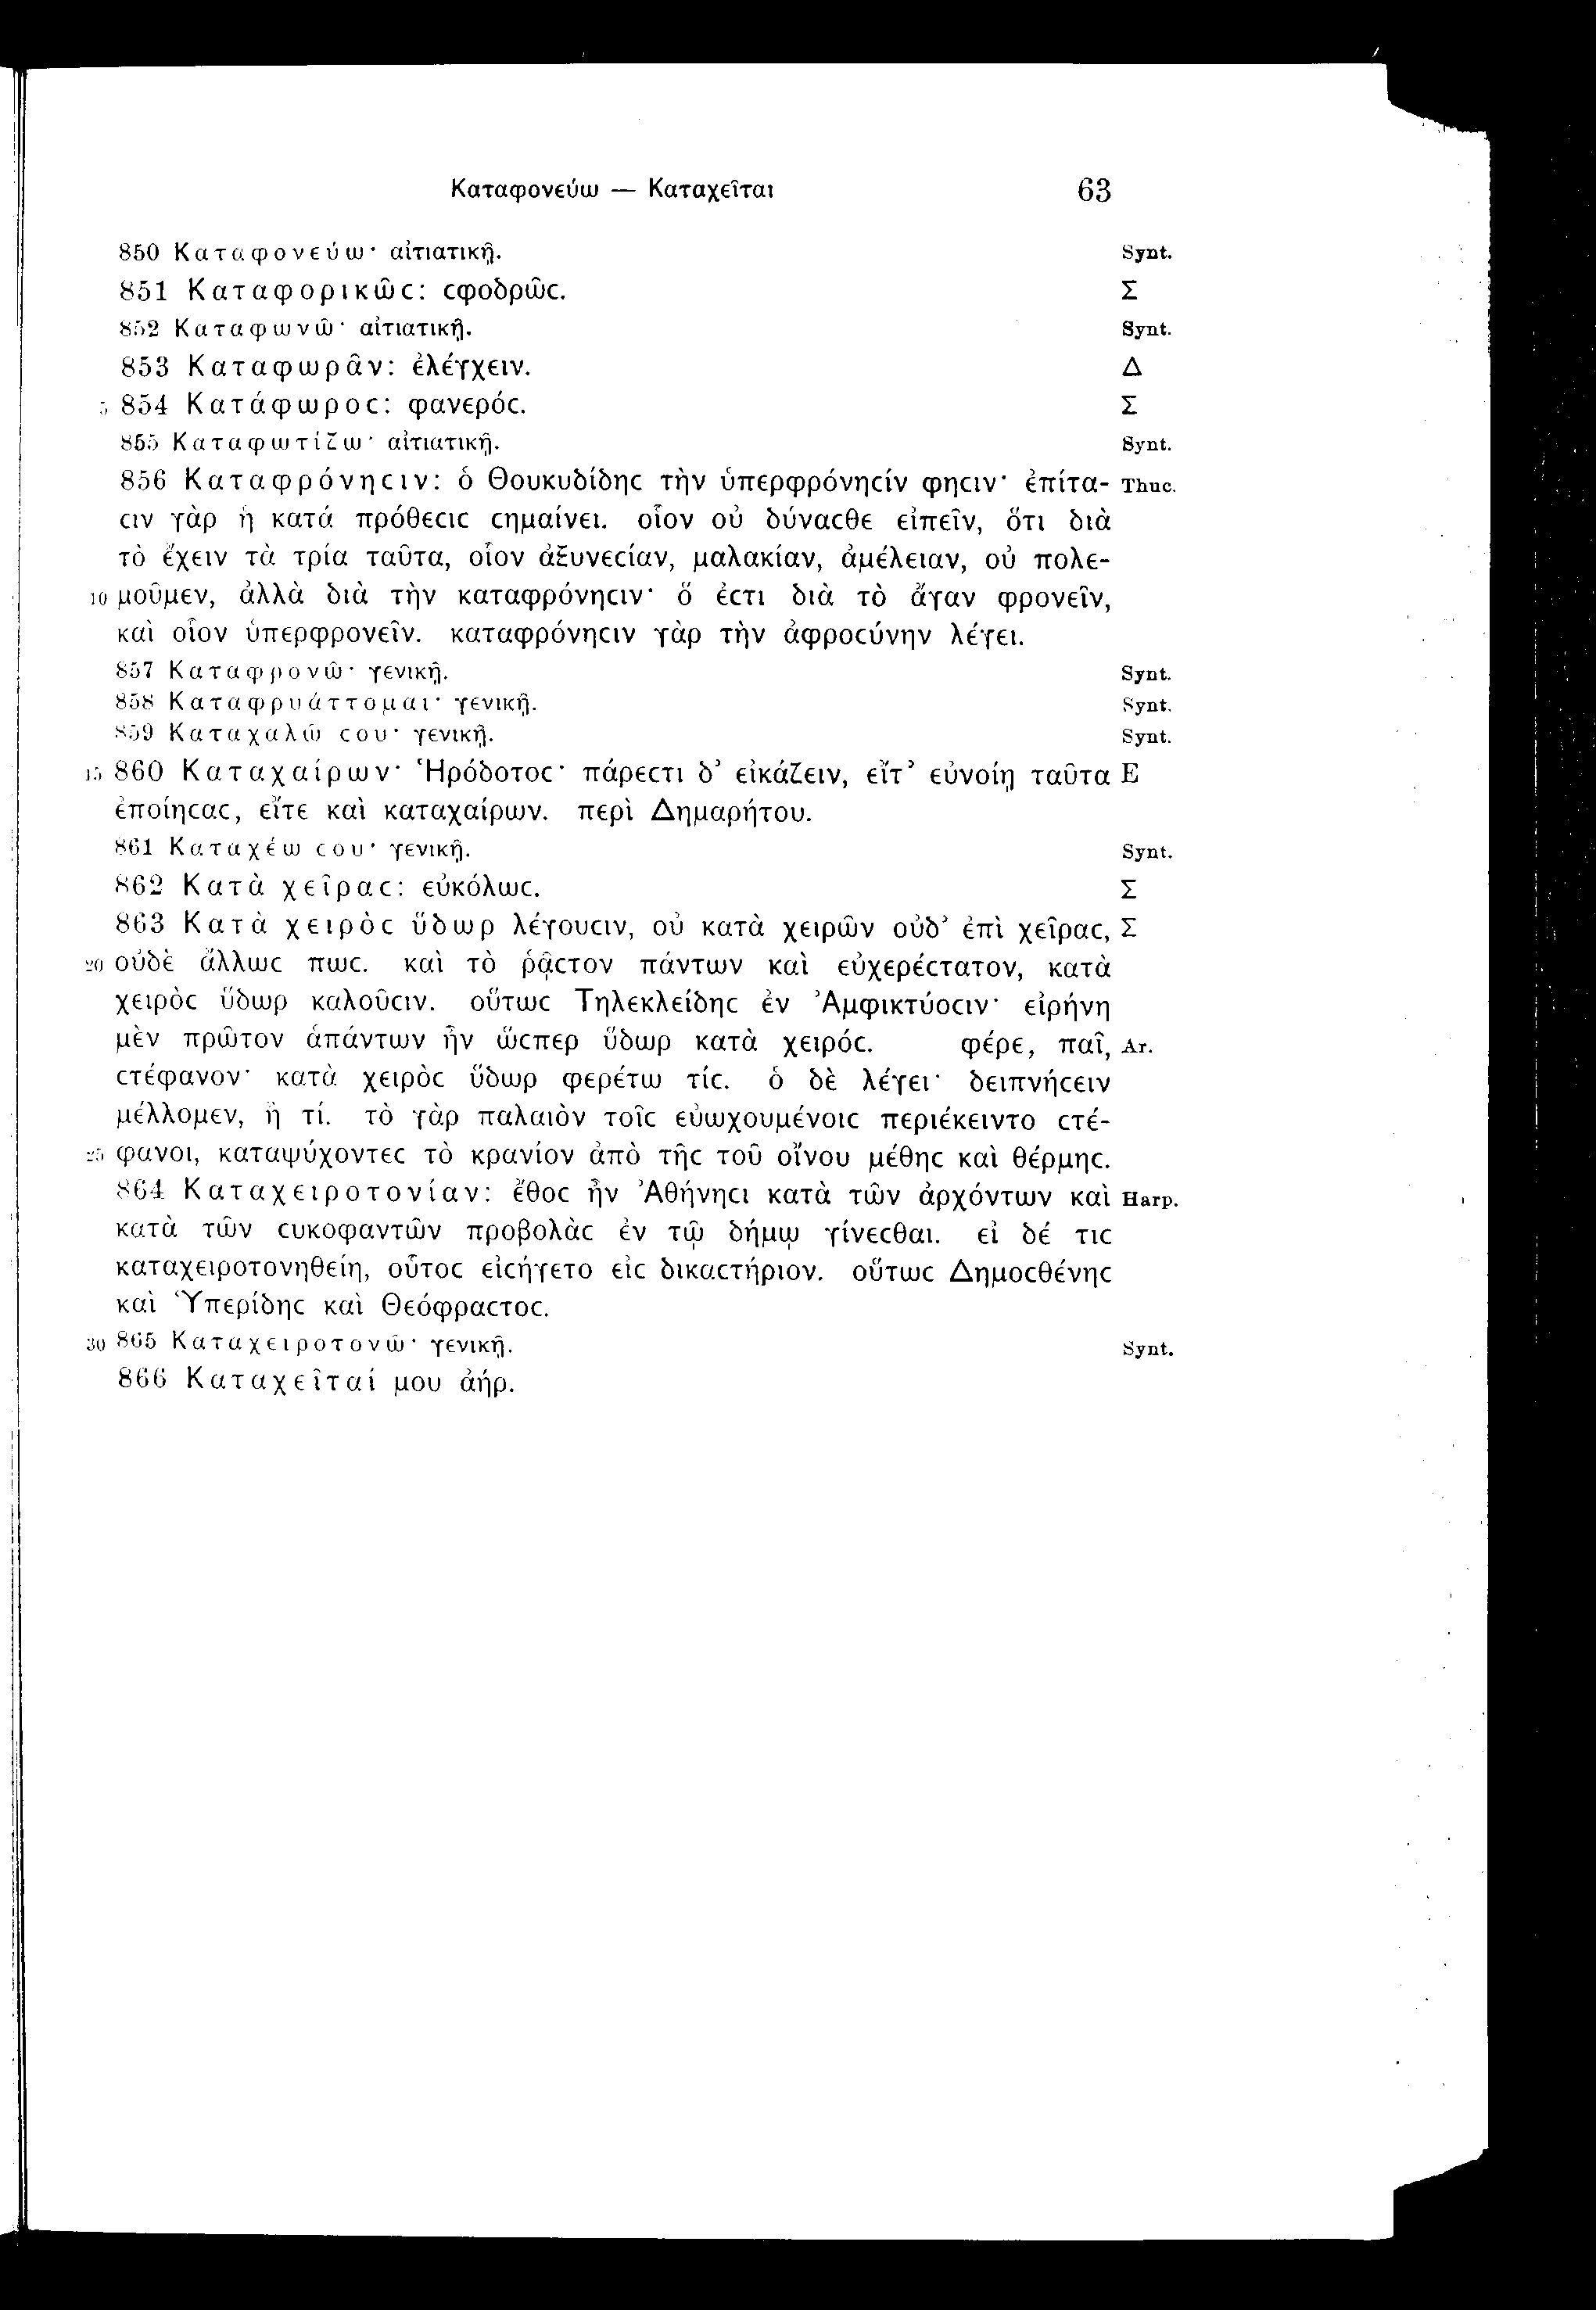 Καταφονεύω — Καταχεῖται 63
850 Καταφονεύω· αἰτιατικῇ. Synt.
851 Καταφορικῶς: ϲφοδρῶϲ. Σ
852 Καταφωνῶ· αἰτιατικῇ. Synt.
853 Καταφωρᾶν: ἐλέγχειν. Δ
5 854 Κατάφωροϲ: φανερόϲ. Σ
855 Καταφωτίζω· αἰτιατικῇ. Synt.
856 Καταφρόνηϲιν: ὁ Θουκυδίδηϲ τὴν ὑπερφρόνηϲίν φηϲιν· ἐπίτα- Thuc.
ϲιν γὰρ ἡ κατά πρόθεϲιϲ ϲημαίνει. οἷον οὐ δύναϲθε εἰπεῖν, ὅτι διὰ
τὸ ἔχειν τὰ τρία ταῦτα, οἷον ἀξυνεϲίαν, μαλακίαν, ἀμέλειαν, οὐ πολε-
10 μοῦμεν, ἀλλὰ διὰ τὴν καταφρόνηϲιν· ὅ ἐϲτι διὰ τὸ ἄγαν φρονεῖν,
καὶ οἷον ὑπερφρονεῖν. καταφρόνηϲιν γὰρ τὴν ἀφροϲύνην λέγει.
857 Καταφρονῶ· γενικῇ. Synt.
858 Καταφρυάττομαι· γενικῇ. Synt.
859 Καταχαλῶ ϲου· γενικῇ. Synt.
15 860 Καταχαίρων· Ἡρόδοτοϲ· πάρεϲτι δ’ εἰκάζειν, εἴτ’ εὐνοίῃ ταῦτα Ε
ἐποίηϲαϲ, εἴτε καὶ καταχαίρων. περὶ Δημαρήτου.
861 Καταχέω ϲου· γενικῇ. Synt.
862 Κατὰ χεῖραϲ: εὐκόλωϲ. Σ
863 Κατὰ χειρὸϲ ὕδωρ λέγουϲιν, οὐ κατὰ χειρῶν οὐδ’ ἐπὶ χεῖραϲ, Σ
20 οὐδὲ ἄλλωϲ πωϲ. καὶ τὸ ῥᾷϲτον πάντων καὶ εὐχερέϲτατον, κατὰ
χειρὸϲ ὕδωρ καλοῦϲιν. οὕτωϲ Τηλεκλείδηϲ ἐν Ἀμφικτύοϲιν· εἰρήνη
μὲν πρῶτον ἁπάντων ἦν ὥϲπερ ὕδωρ κατὰ χειρόϲ. φέρε, παῖ, Ar.
ϲτέφανον· κατὰ χειρὸϲ ὕδωρ φερέτω τίϲ. ὁ δὲ λέγει· δειπνήϲειν
μέλλομεν, ἢ τί. τὸ γὰρ παλαιὸν τοῖϲ εὐωχουμένοιϲ περιέκειντο ϲτέ-
25 φανοι, καταψύχοντεϲ τὸ κρανίον ἀπὸ τῆϲ τοῦ οἴνου μέθηϲ καὶ θέρμηϲ.
864 Καταχειροτονίαν: ἔθοϲ ἦν Ἀθήνηϲι κατὰ τῶν ἀρχόντων καὶ Harp.
κατὰ τῶν ϲυκοφαντῶν προβολὰϲ ἐν τῷ δήμῳ γίνεϲθαι. εἰ δέ τιϲ
καταχειροτονηθείη, οὗτοϲ εἰϲήγετο εἰϲ δικαϲτήριον. οὕτωϲ Δημοϲθένηϲ
καὶ Ὑπερίδηϲ καὶ Θεόφραϲτοϲ.
30 865 Καταχειροτονῶ· γενικῇ. Synt.
866 Καταχεῖταί μου ἀήρ.